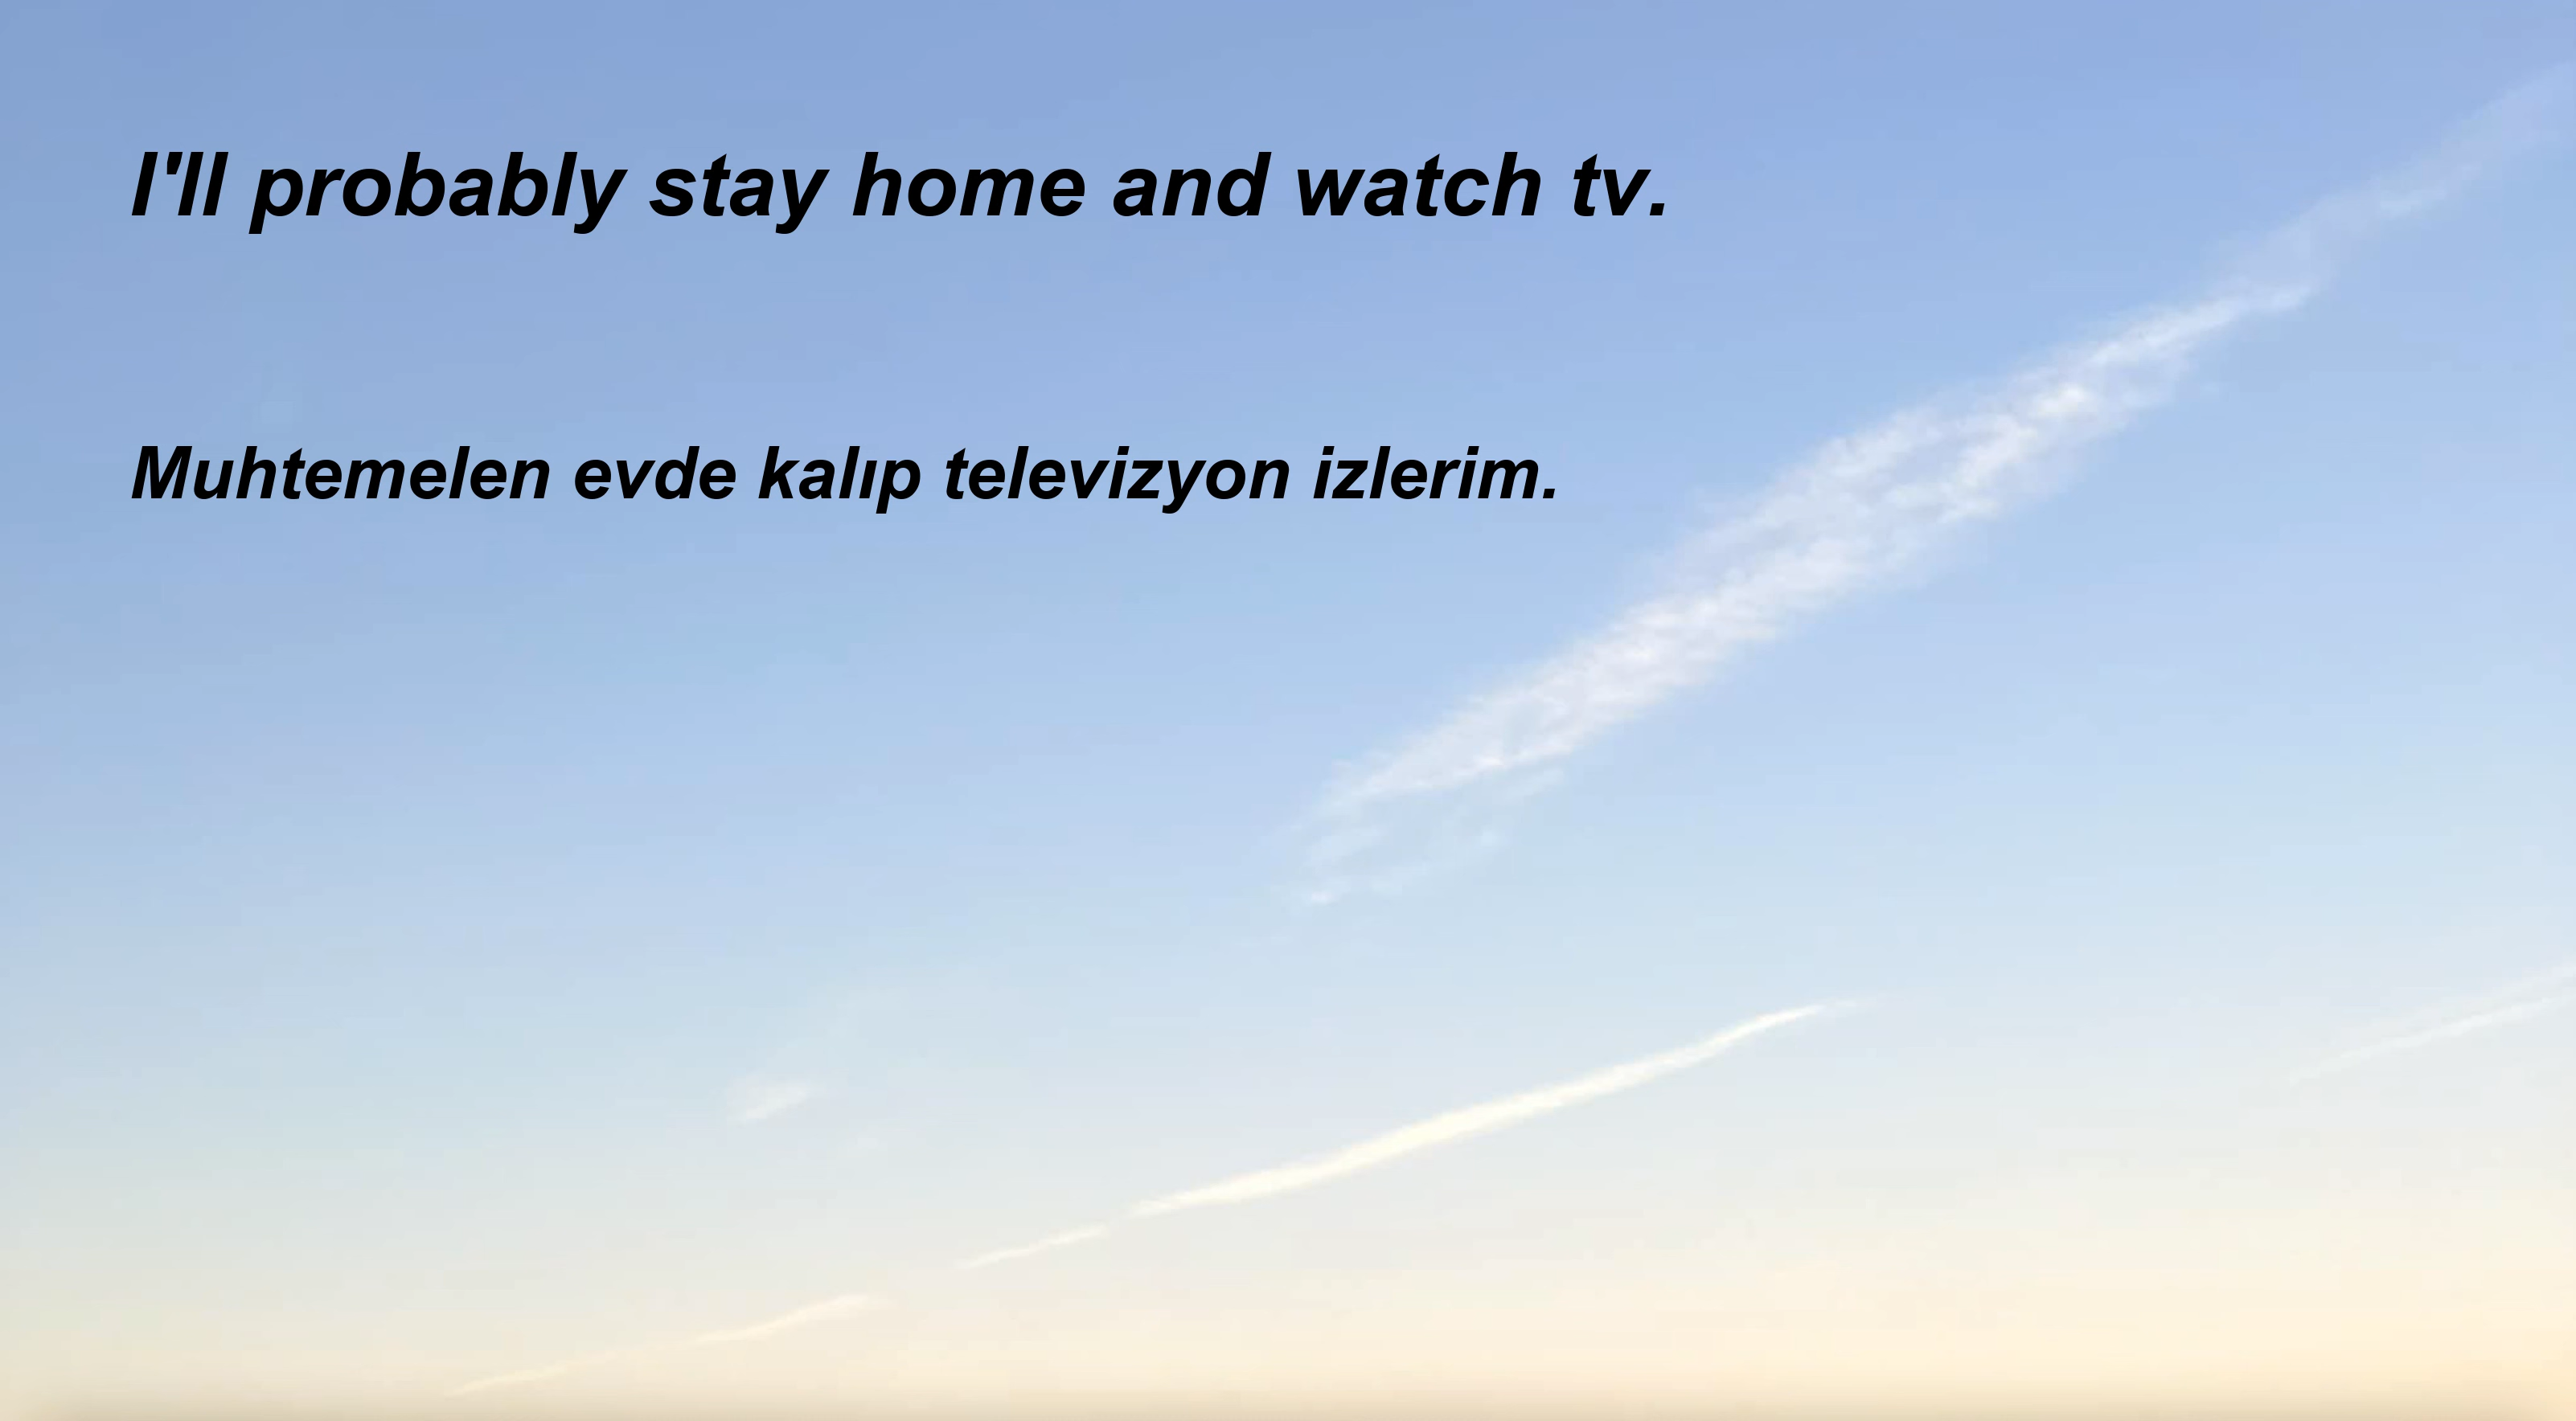 I'll probably stay home and watch tv.
Muhtemelen evde kalıp televizyon izlerim.